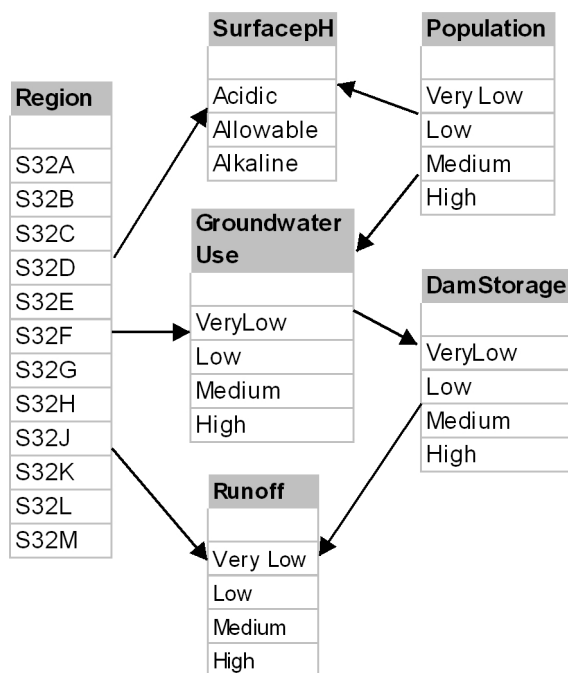 Region
S32A
S32B
S32C
S32D
S32E
S32F
S32G
S32H
S32J
S32K
S32L
S32M
SurfacepH
Acidic
Allowable
Alkaline
Population
Very Low
Low
Medium
High
Groundwater
Use
VeryLow
Low
Medium
High
DamStorage
VeryLow
Low
Medium
High
Runoff
Very Low
Low
Medium
High